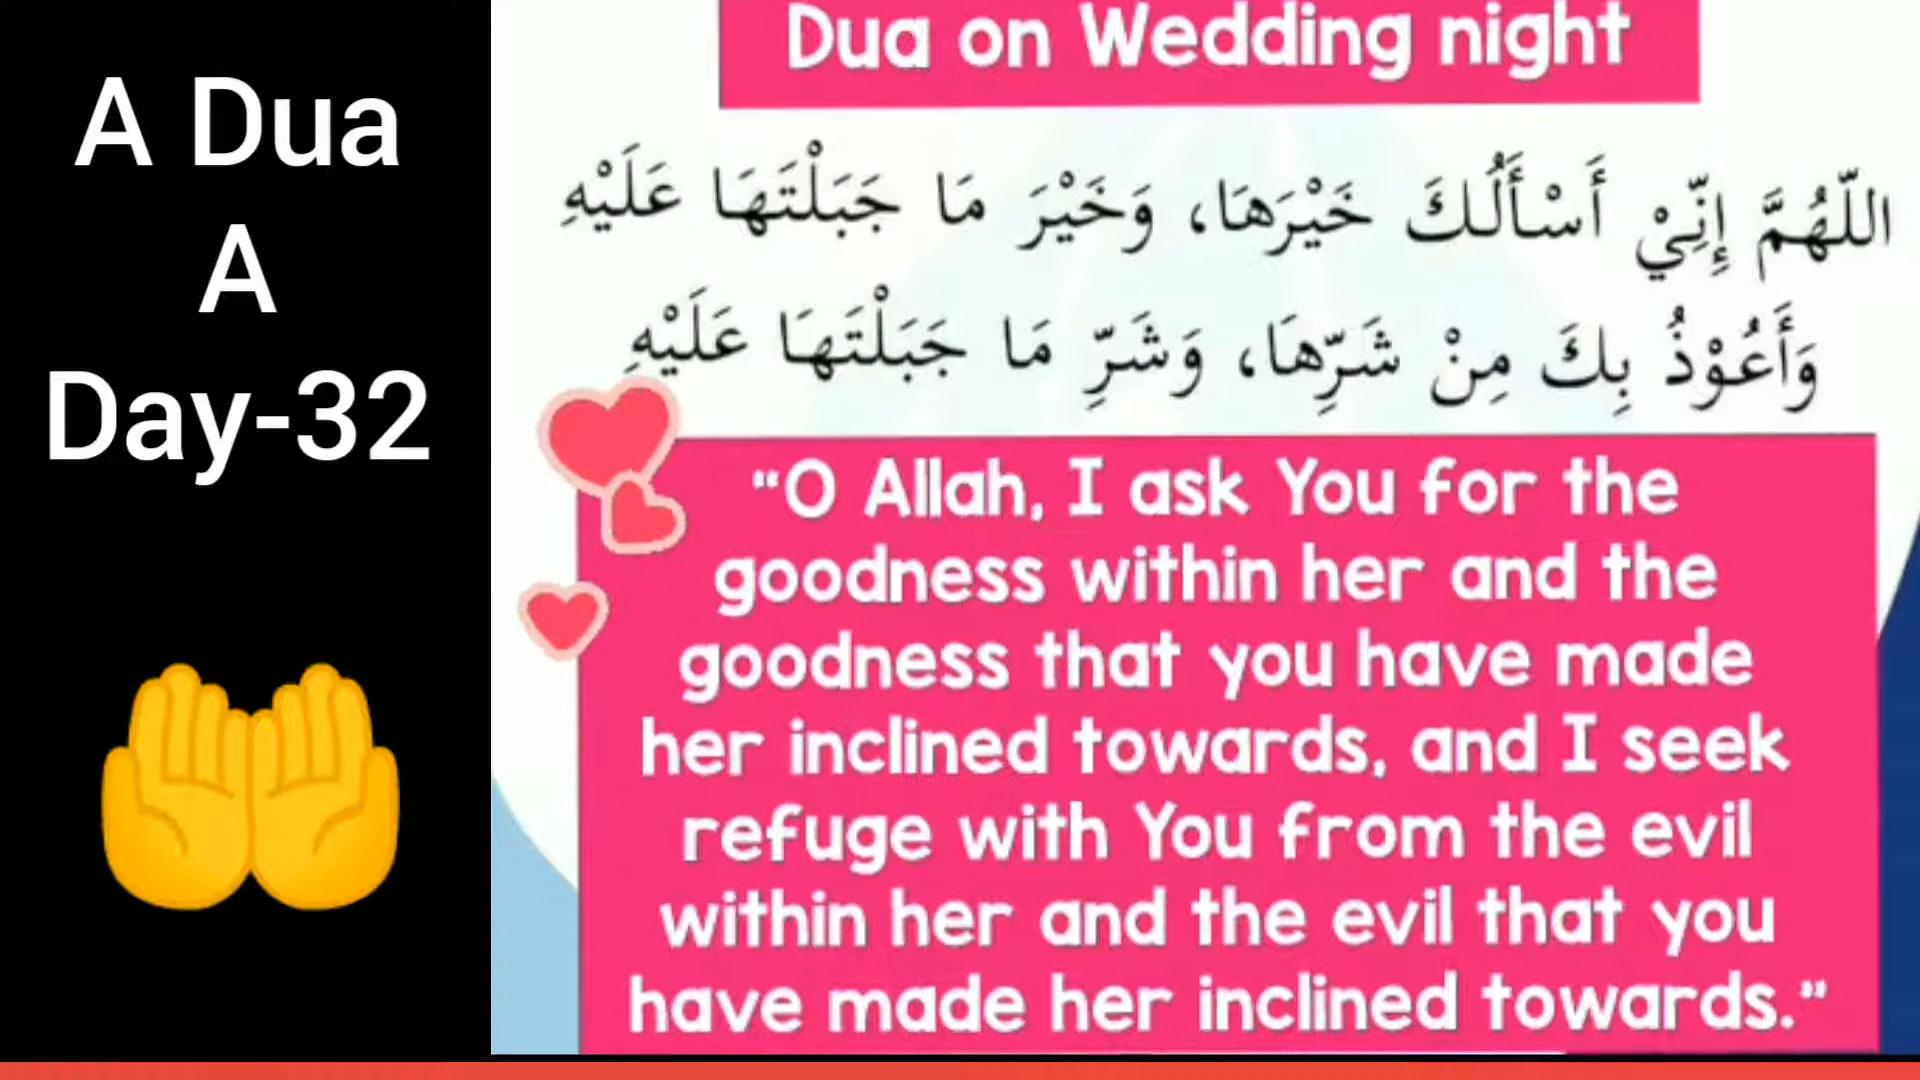 A Dua
A
Day-32
Dua on Wedding night
اللّهُمَّ إِنِّيْ أَسْأَلُكَ خَيْرَهَا، وَخَيْرَ مَا جَبَلْتَهَا عَلَيْهِ
وَأَعُوْذُ بِكَ مِنْ شَرِّهَا، وَشَرِّ مَا جَبَلْتَهَا عَلَيْهِ
“O Allah, I ask You for the
goodness within her and the
goodness that you have made
her inclined towards, and I seek
refuge with You from the evil
within her and the evil that you
have made her inclined towards.”